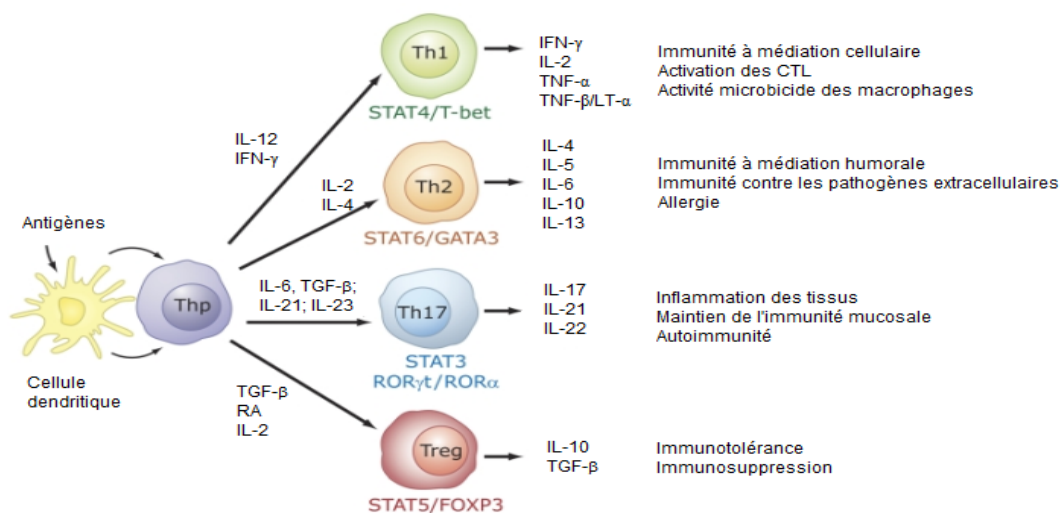 Antigènes
Cellule
dendritique
Thp
IL-12
IFN-γ
Th1
STAT4/T-bet
IFN-γ
IL-2
TNF-α
TNF-β/LT-α
Immunité à médiation cellulaire
Activation des CTL
Activité microbicide des macrophages
IL-2
IL-4
Th2
STAT6/GATA3
IL-4
IL-5
IL-6
IL-10
IL-13
Immunité à médiation humorale
Immunité contre les pathogènes extracellulaires
Allergie
IL-6, TGF-β;
IL-21; IL-23
Th17
STAT3
RORγt/RORα
IL-17
IL-21
IL-22
Inflammation des tissus
Maintien de l'immunité mucosale
Autoimmunité
TGF-β
RA
IL-2
Treg
STAT5/FOXP3
IL-10
TGF-β
Immunotolérance
Immunosuppression